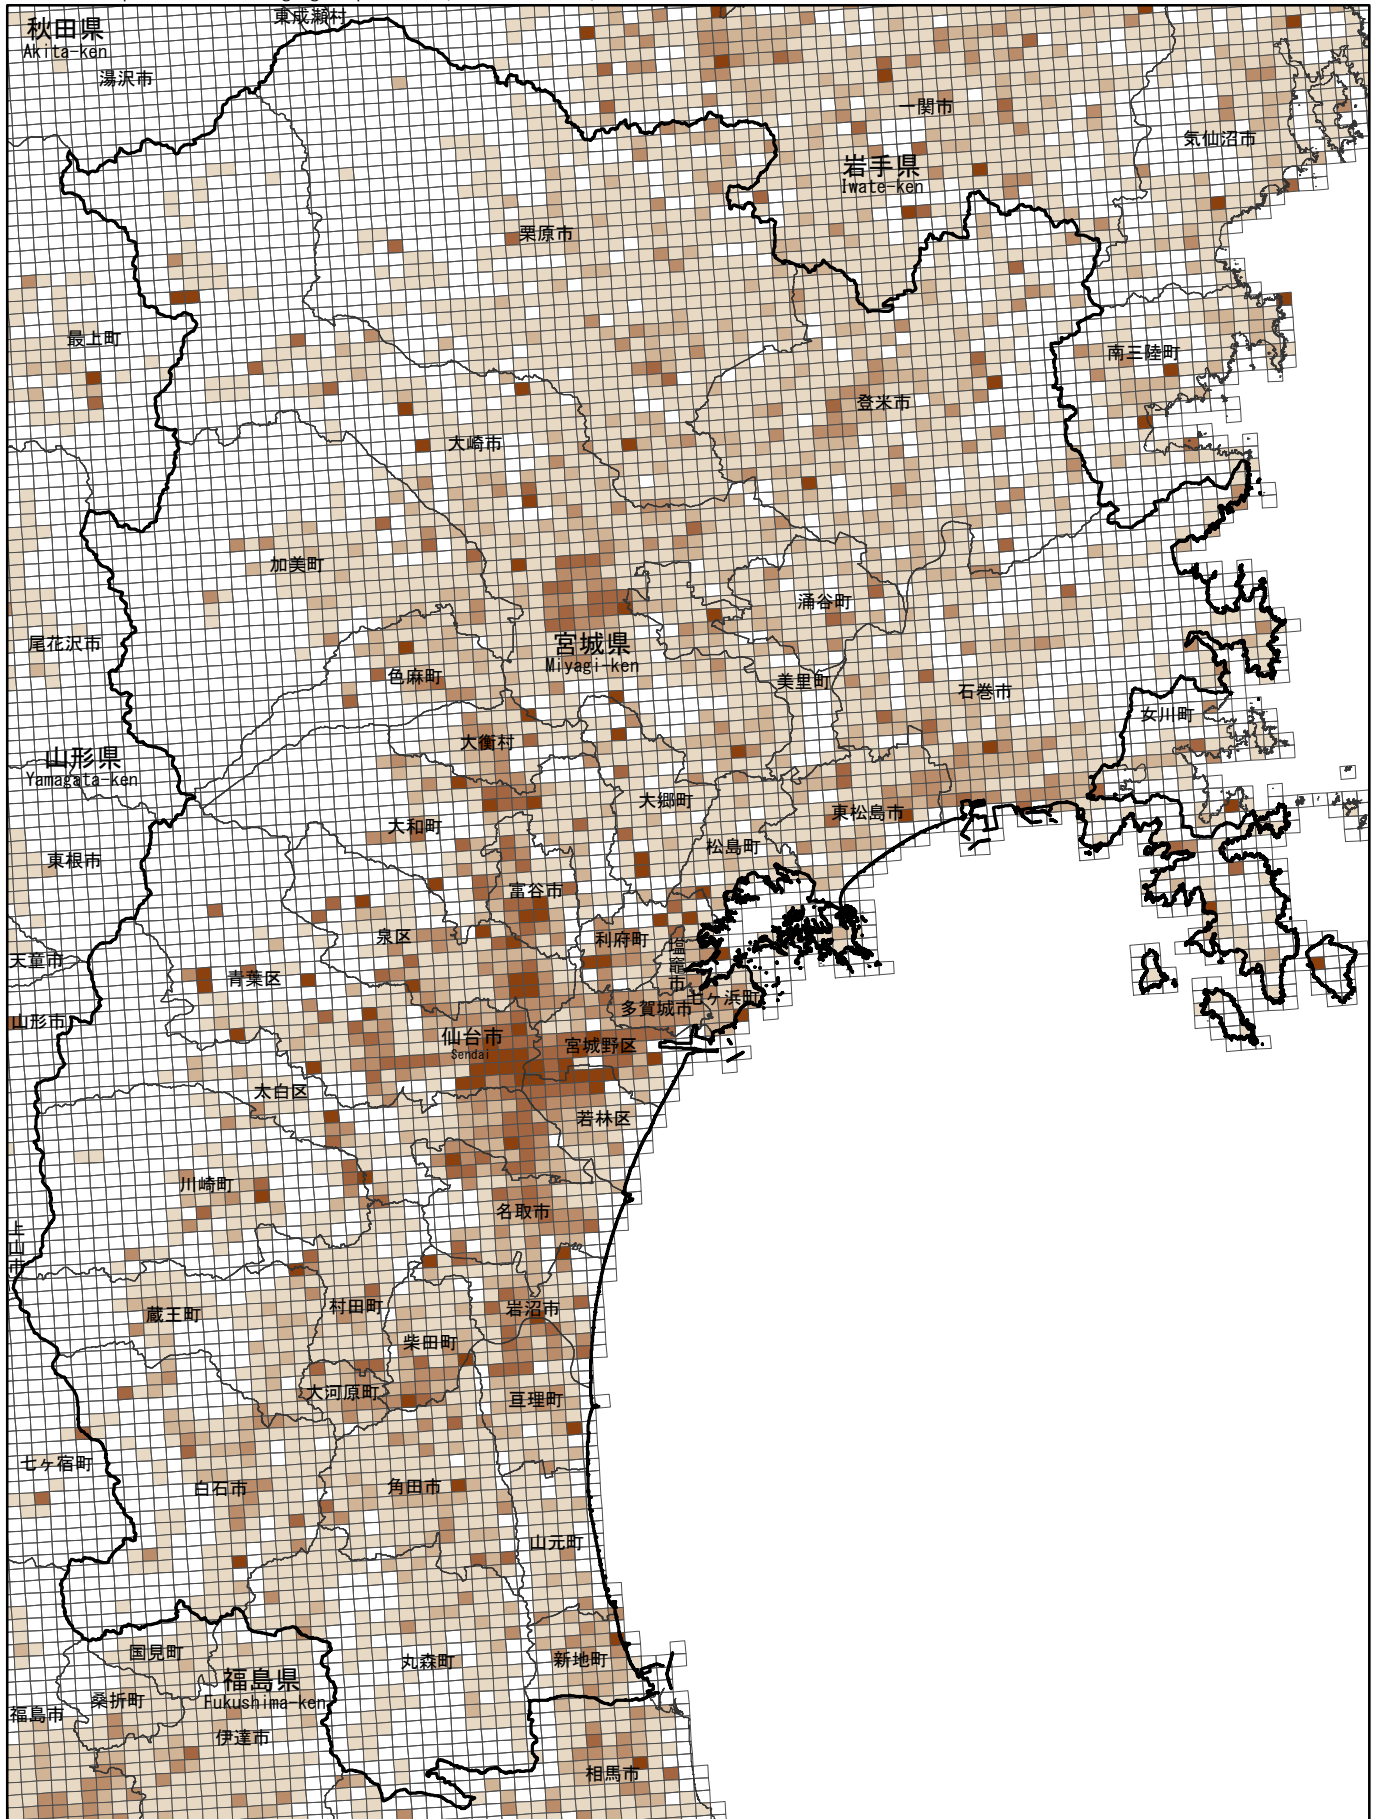 東成瀬村
秋田県
Akita-ken
湯沢市
一関市
気仙沼市
岩手県
Iwate-ken
栗原市
最上町
南三陸町
登米市
大崎市
加美町
涌谷町
尾花沢市
宮城県
Miyagi-ken
色麻町
美里町
石巻市
女川町
大衡村
山形県
Yamagata-ken
大郷町
東松島市
大和町
松島町
東根市
富谷市
泉区
利府町
塩竈市
天童市
青葉区
七ヶ浜町
多賀城市
山形市
仙台市
Sendai
宮城野区
太白区
若林区
川崎町
名取市
上山市
蔵王町
村田町
岩沼市
柴田町
大河原町
亘理町
七ヶ宿町
白石市
角田市
山元町
国見町
丸森町
新地町
福島県
Fukushima-ken
桑折町
福島市
伊達市
相馬市